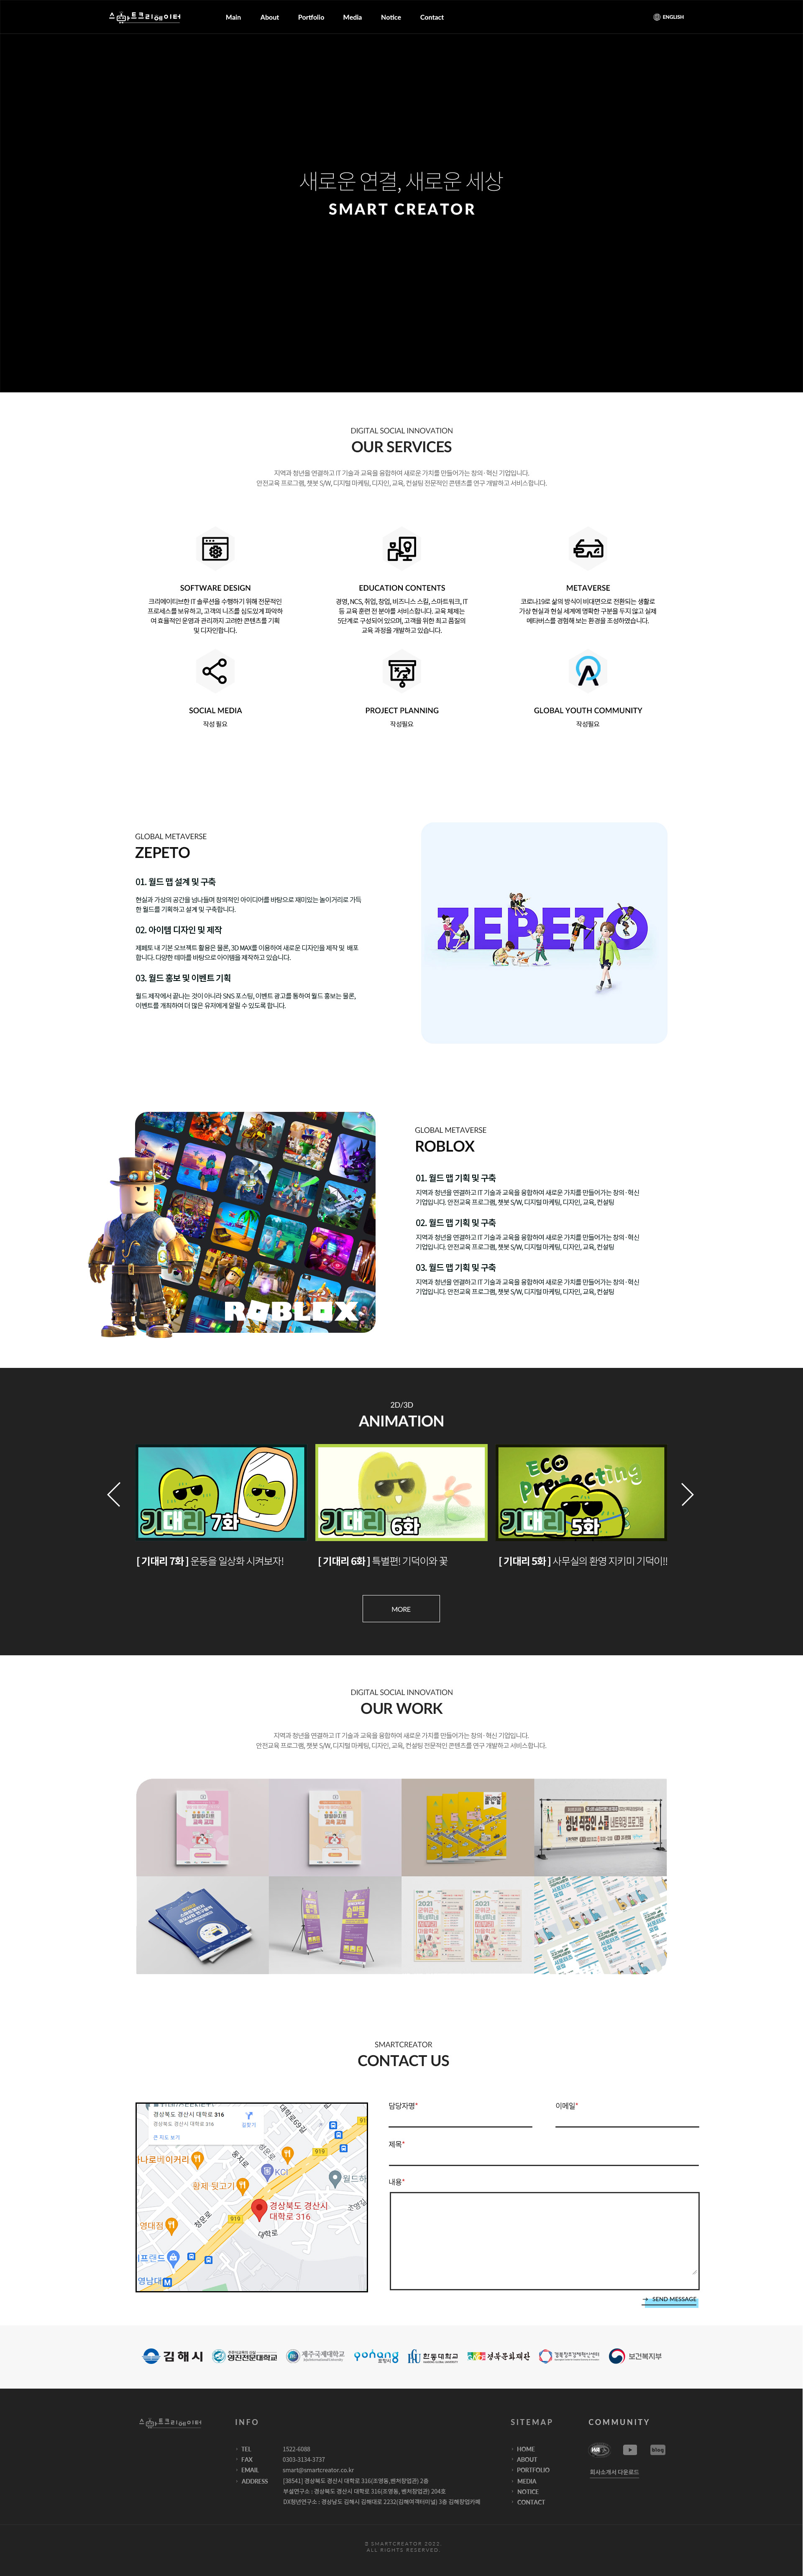 스마트크리에이터
Main About Portfolio Media Notice Contact
ENGLISH
새로운 연결, 새로운 세상
SMART CREATOR
DIGITAL SOCIAL INNOVATION
OUR SERVICES
지역과 청년을 연결하고 IT 기술과 교육을 융합하여 새로운 가치를 만들어가는 창의·혁신 기업입니다.
안전교육 프로그램, 챗봇 S/W, 디지털 마케팅, 디자인, 교육, 컨설팅 전문적인 콘텐츠를 연구 개발하고 서비스합니다.
SOFTWARE DESIGN
크리에이티브한 IT 솔루션을 수행하기 위해 전문적인
프로세스를 보유하고, 고객의 니즈를 심도있게 파악하
여 효율적인 운영과 관리까지 고려한 콘텐츠를 기획
및 디자인합니다.
EDUCATION CONTENTS
경영, NCS, 취업, 창업, 비즈니스 스킬, 스마트워크, IT
등 교육 훈련 전 분야를 서비스합니다. 교육 체제는
5단계로 구성되어 있으며, 고객을 위한 최고 품질의
교육 과정을 개발하고 있습니다.
METAVERSE
코로나19로 삶의 방식이 비대면으로 전환되는 생활로
가상 현실과 현실 세계에 명확한 구분을 두지 않고 실제
메타버스를 경험해 보는 환경을 조성하였습니다.
SOCIAL MEDIA
작성 필요
PROJECT PLANNING
작성필요
GLOBAL YOUTH COMMUNITY
작성필요
GLOBAL METAVERSE
ZEPETO
01. 월드 맵 설계 및 구축
현실과 가상의 공간을 넘나들며 창의적인 아이디어를 바탕으로 재미있는 놀이거리로 가득
한 월드를 기획하고 설계 및 구축합니다.
02. 아이템 디자인 및 제작
제페토 내 기본 오브젝트 활용은 물론, 3D MAX를 이용하여 새로운 디자인을 제작 및 배포
합니다. 다양한 테마를 바탕으로 아이템을 제작하고 있습니다.
03. 월드 홍보 및 이벤트 기획
월드 제작에서 끝나는 것이 아니라 SNS 포스팅, 이벤트 광고를 통하여 월드 홍보는 물론,
이벤트를 개최하여 더 많은 유저에게 알릴 수 있도록 합니다.
ZEPETO
ROBLOX
GLOBAL METAVERSE
ROBLOX
01. 월드 맵 기획 및 구축
지역과 청년을 연결하고 IT 기술과 교육을 융합하여 새로운 가치를 만들어가는 창의·혁신
기업입니다. 안전교육 프로그램, 챗봇 S/W, 디지털 마케팅, 디자인, 교육, 컨설팅
02. 월드 맵 기획 및 구축
지역과 청년을 연결하고 IT 기술과 교육을 융합하여 새로운 가치를 만들어가는 창의·혁신
기업입니다. 안전교육 프로그램, 챗봇 S/W, 디지털 마케팅, 디자인, 교육, 컨설팅
03. 월드 맵 기획 및 구축
지역과 청년을 연결하고 IT 기술과 교육을 융합하여 새로운 가치를 만들어가는 창의·혁신
기업입니다. 안전교육 프로그램, 챗봇 S/W, 디지털 마케팅, 디자인, 교육, 컨설팅
2D/3D
ANIMATION
기대리 7화
기대리 6화
ECO Protecting
기대리 5화
[ 기대리 7화 ] 운동을 일상화 시켜보자!
[ 기대리 6화 ] 특별편! 기덕이와 꽃
[ 기대리 5화 ] 사무실의 환영 지키미 기덕이!!
MORE
DIGITAL SOCIAL INNOVATION
OUR WORK
지역과 청년을 연결하고 IT 기술과 교육을 융합하여 새로운 가치를 만들어가는 창의·혁신 기업입니다.
안전교육 프로그램, 챗봇 S/W, 디지털 마케팅, 디자인, 교육, 컨설팅 전문적인 콘텐츠를 연구 개발하고 서비스합니다.
청년 직장인 소통 네트워킹 프로그램
2021
2021
SMARTCREATOR
CONTACT US
경상북도 경산시 대학로 316
경상북도 경산시 대학로 316
길찾기
큰 지도 보기
대학로69길
919
KCI
황제 뒷고기
경상북도 경산시
대학로 316
919
대학로
담당자명*
이메일*
제목*
내용*
SEND MESSAGE
김해시
영진전문대학교
제주국제대학교
pohang
포항시
한동대학교
경북문화재단
경북창조경제혁신센터
보건복지부
스마트크리에이터
INFO
TEL 1522-6088
FAX 0303-3134-3737
EMAIL smart@smartcreator.co.kr
ADDRESS [38541] 경상북도 경산시 대학로 316(조영동,벤처창업관) 2층
부설연구소 : 경상북도 경산시 대학로 316(조영동, 벤처창업관) 204호
DX청년연구소 : 경상남도 김해시 김해대로 2232(김해여객터미널) 3층 김해창업카페
SITEMAP
HOME
ABOUT
PORTFOLIO
MEDIA
NOTICE
CONTACT
COMMUNITY
blog
회사소개서 다운로드
© SMARTCREATOR 2022.
ALL RIGHTS RESERVED.